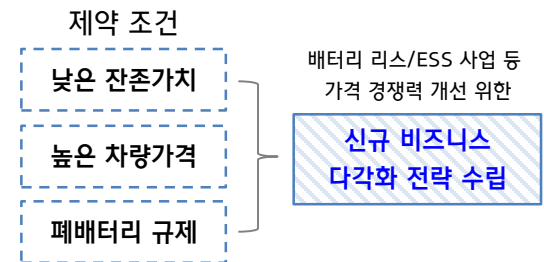 제약 조건
낮은 잔존가치
높은 차량가격
폐배터리 규제
배터리 리스/ESS 사업 등
가격 경쟁력 개선 위한
신규 비즈니스
다각화 전략 수립